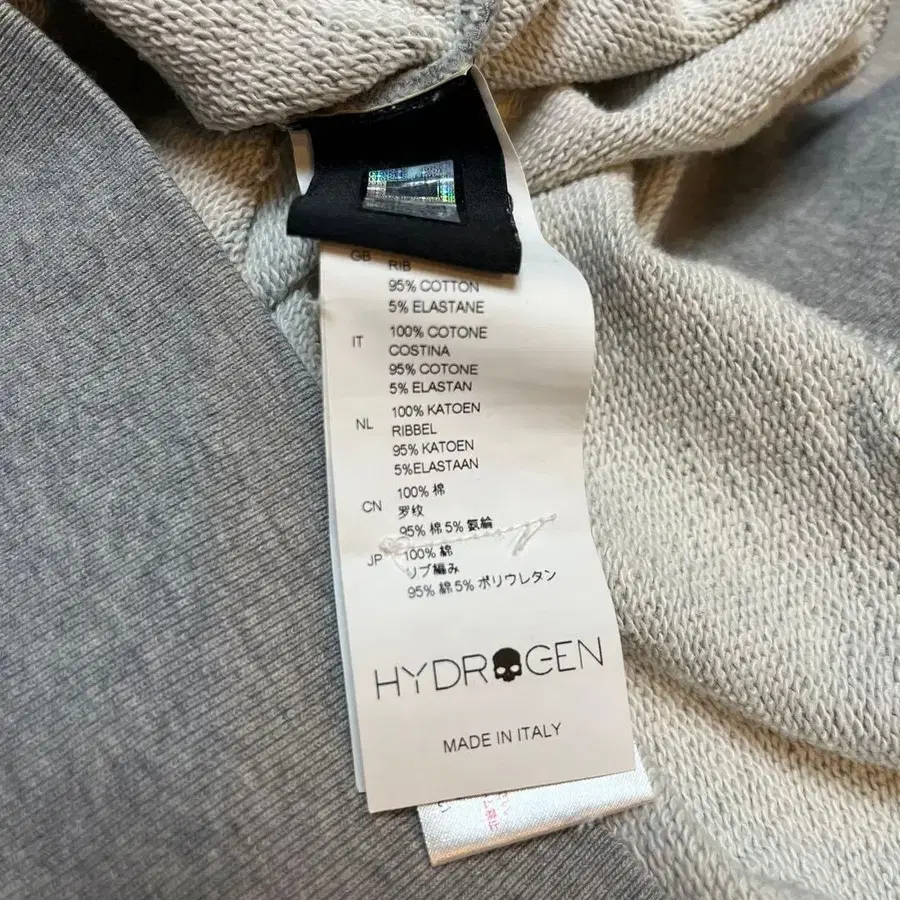 GB
RIB
95% COTTON
5% ELASTANE
IT
100% COTONE
COSTINA
95% COTONE
5% ELASTAN
NL
100% KATOEN
RIBBEL
95% KATOEN
5%ELASTAAN
CN
100% 棉
罗纹
95% 棉 5% 氨綸
JP
100% 綿
リブ編み
95% 綿 5% ポリウレタン
HYDROGEN
MADE IN ITALY